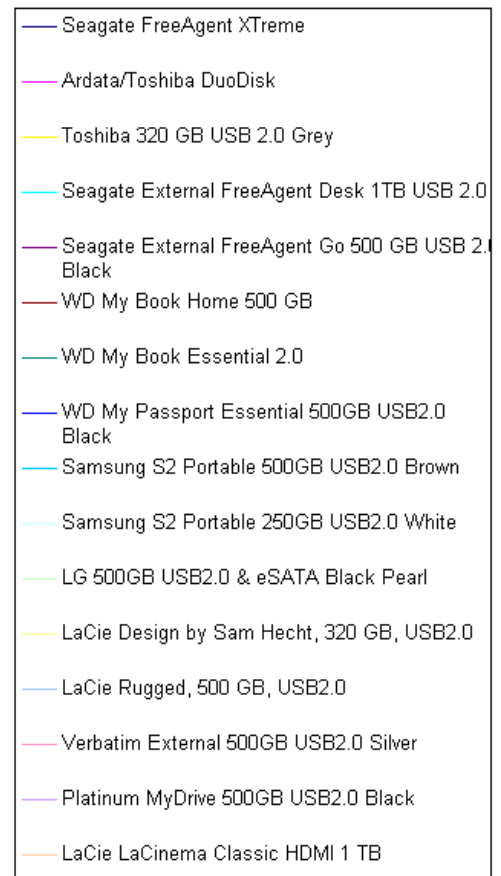 Seagate FreeAgent XTreme
Ardata/Toshiba DuoDisk
Toshiba 320 GB USB 2.0 Grey
Seagate External FreeAgent Desk 1TB USB 2.0
Seagate External FreeAgent Go 500 GB USB 2.0
Black
WD My Book Home 500 GB
WD My Book Essential 2.0
WD My Passport Essential 500GB USB2.0
Black
Samsung S2 Portable 500GB USB2.0 Brown
Samsung S2 Portable 250GB USB2.0 White
LG 500GB USB2.0 & eSATA Black Pearl
LaCie Design by Sam Hecht, 320 GB, USB2.0
LaCie Rugged, 500 GB, USB2.0
Verbatim External 500GB USB2.0 Silver
Platinum MyDrive 500GB USB2.0 Black
LaCie LaCinema Classic HDMI 1 TB